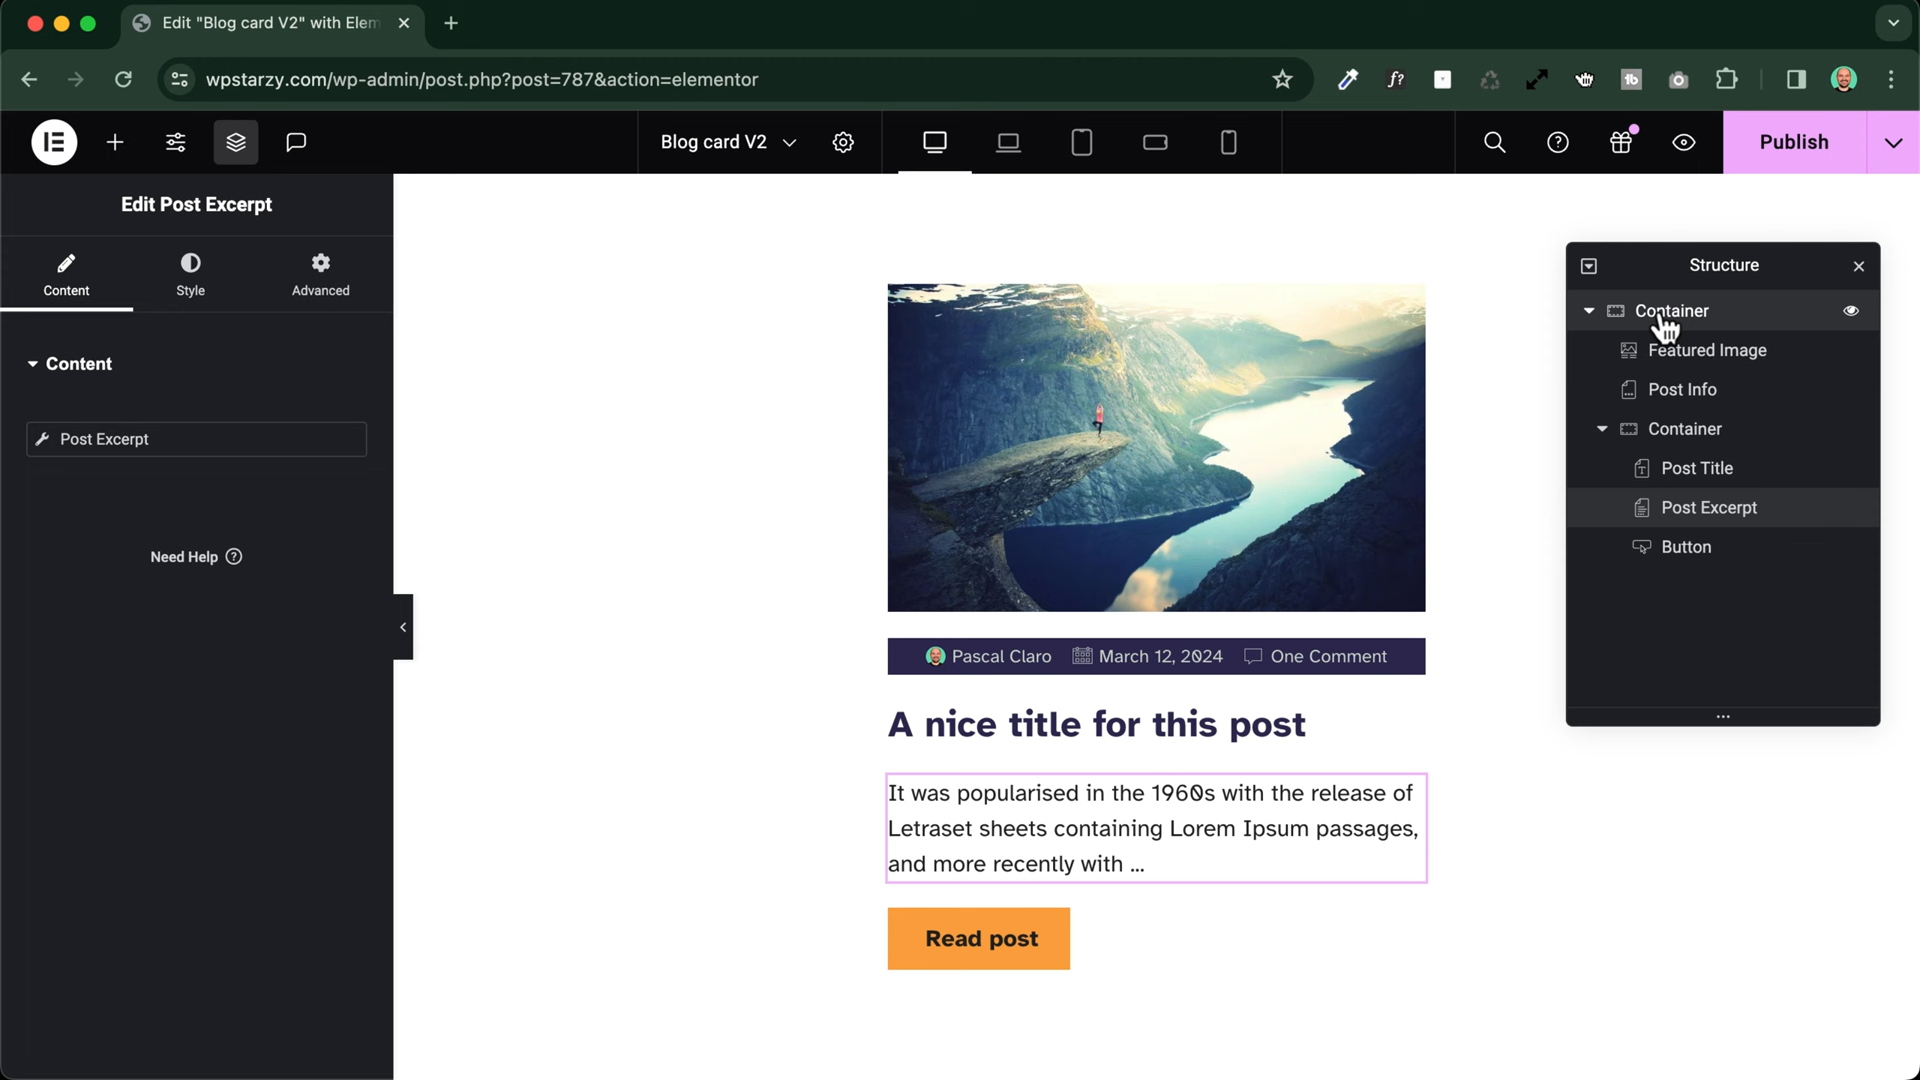 Edit "Blog card V2" with Elem
wpstarzy.com/wp-admin/post.php?post=787&action=elementor
f?
tb
Blog card V2
Publish
Edit Post Excerpt
Content
Style
Advanced
Content
Post Excerpt
Need Help
Structure
Container
Featured Image
Post Info
Container
Post Title
Post Excerpt
Button
Pascal Claro
March 12, 2024
One Comment
A nice title for this post
It was popularised in the 1960s with the release of
Letraset sheets containing Lorem Ipsum passages,
and more recently with ...
Read post